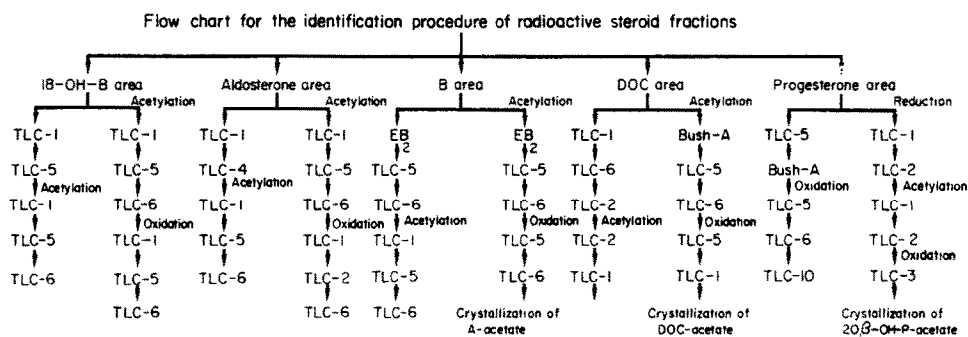 Flow chart for the identification procedure of radioactive steroid fractions
18-OH-B area Aldosterone area B area DOC area Progesterone area
Acetylation Acetylation Acetylation Acetylation Reduction
TLC-1 TLC-1 TLC-1 TLC-1 EB2 EB2 TLC-1 Bush-A TLC-5 TLC-1
TLC-5 TLC-5 TLC-4 TLC-5 TLC-5 TLC-5 TLC-6 TLC-5 Bush-A TLC-2
Acetylation Acetylation Oxidation Acetylation
TLC-1 TLC-6 TLC-1 TLC-6 TLC-6 TLC-6 TLC-2 TLC-6 TLC-5 TLC-1
Oxidation Oxidation Acetylation Oxidation Acetylation Oxidation
TLC-5 TLC-1 TLC-5 TLC-1 TLC-1 TLC-5 TLC-2 TLC-5 TLC-6 TLC-2
Oxidation
TLC-6 TLC-5 TLC-6 TLC-2 TLC-5 TLC-6 TLC-1 TLC-1 TLC-10 TLC-3
TLC-6 TLC-6 TLC-6 Crystallization of Crystallization of Crystallization of
A-acetate DOC-acetate 20β-OH-P-acetate